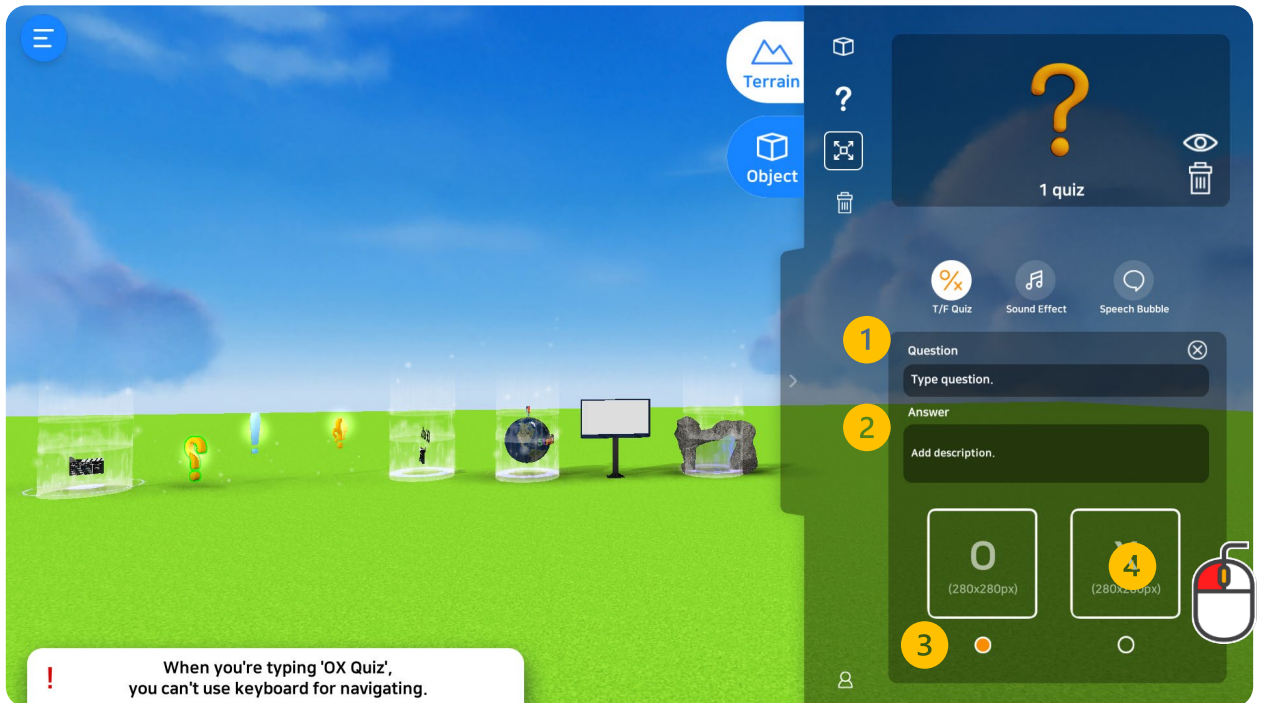 Terrain
Object
1 quiz
T/F Quiz
Sound Effect
Speech Bubble
1
Question
Type question.
2
Answer
Add description.
O
(280x280px)
4
3
!
When you're typing 'OX Quiz',
you can't use keyboard for navigating.